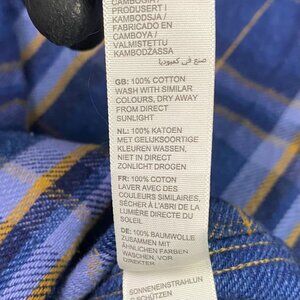 CAMBOGIA/
PRODUSERT I
KAMBODSJA /
FABRICADO EN
CAMBOYA /
VALMISTETTU
KAMBODŽASSA
صنع في كمبوديا
GB: 100% COTTON
WASH WITH SIMILAR
COLOURS, DRY AWAY
FROM DIRECT
SUNLIGHT
NL: 100% KATOEN
MET GELIJKSOORTIGE
KLEUREN WASSEN,
NIET IN DIRECT
ZONLICHT DROGEN
FR: 100% COTON
LAVER AVEC DES
COULEURS SIMILAIRES,
SÉCHER À L'ABRI DE LA
LUMIÈRE DIRECTE DU
SOLEIL
DE: 100% BAUMWOLLE
ZUSAMMEN MIT
ÄHNLICHEN FARBEN
WASCHEN, VOR
DIREKTER
SONNENEINSTRAHLUN
SCHÜTZEN